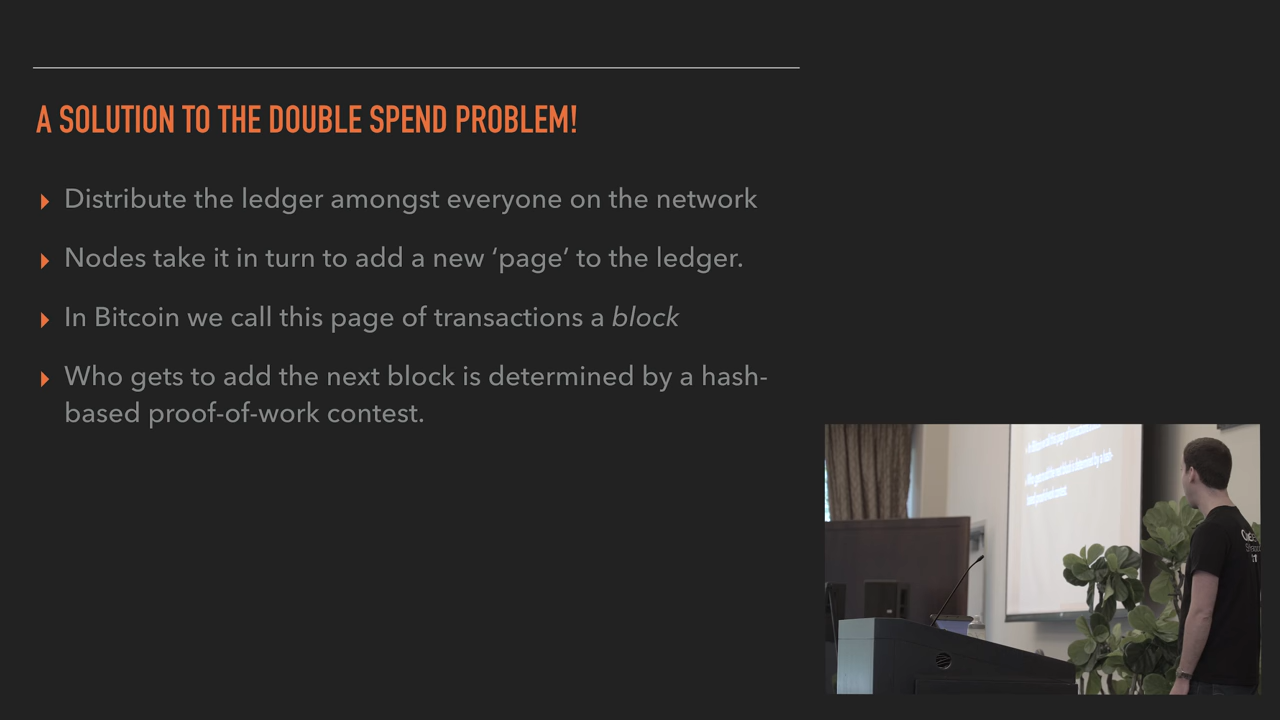 A SOLUTION TO THE DOUBLE SPEND PROBLEM!
Distribute the ledger amongst everyone on the network
Nodes take it in turn to add a new ‘page’ to the ledger.
In Bitcoin we call this page of transactions a block
Who gets to add the next block is determined by a hash-
based proof-of-work contest.